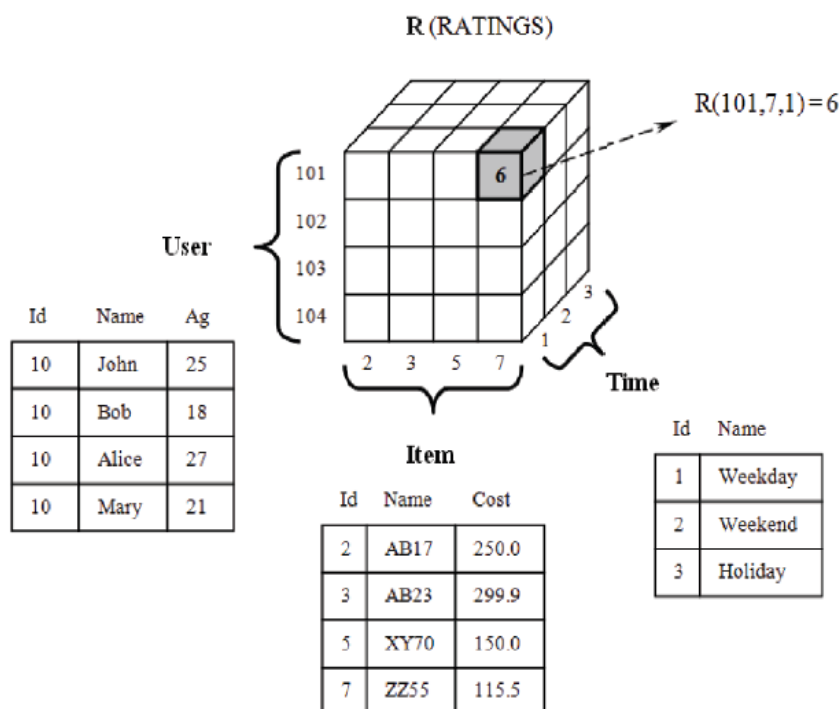 R (RATINGS)
R(101,7,1)=6
101
6
102
User
103
104
1 2 3
2 3 5 7
Time
Item
Id Name Ag
10 John 25
10 Bob 18
10 Alice 27
10 Mary 21
Id Name Cost
2 AB17 250.0
3 AB23 299.9
5 XY70 150.0
7 ZZ55 115.5
Id Name
1 Weekday
2 Weekend
3 Holiday